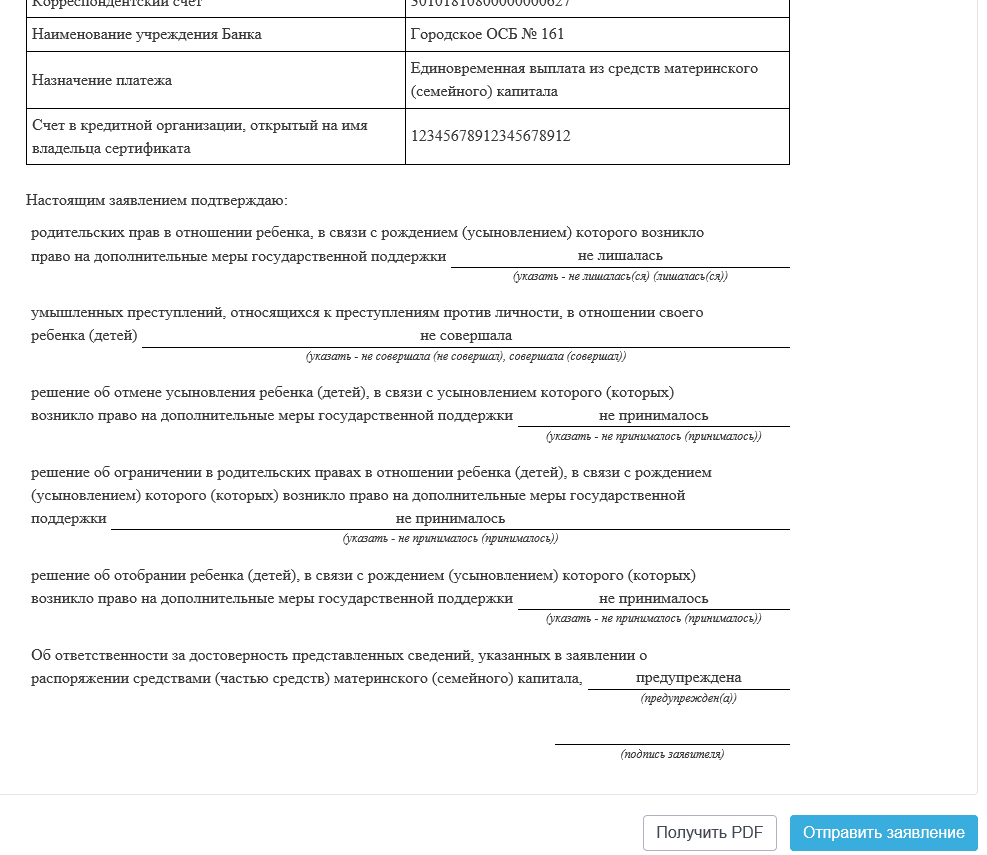 Корреспондентский счет
30101810800000000627
Наименование учреждения Банка
Городское ОСБ № 161
Назначение платежа
Единовременная выплата из средств материнского
(семейного) капитала
Счет в кредитной организации, открытый на имя
владельца сертификата
12345678912345678912
Настоящим заявлением подтверждаю:
родительских прав в отношении ребенка, в связи с рождением (усыновлением) которого возникло
право на дополнительные меры государственной поддержки не лишалась
(указать - не лишалась(ся) (лишалась(ся))
умышленных преступлений, относящихся к преступлениям против личности, в отношении своего
ребенка (детей) не совершала
(указать - не совершала (не совершал), совершала (совершал))
решение об отмене усыновления ребенка (детей), в связи с усыновлением которого (которых)
возникло право на дополнительные меры государственной поддержки не принималось
(указать - не принималось (принималось))
решение об ограничении в родительских правах в отношении ребенка (детей), в связи с рождением
(усыновлением) которого (которых) возникло право на дополнительные меры государственной
поддержки не принималось
(указать - не принималось (принималось))
решение об отобрании ребенка (детей), в связи с рождением (усыновлением) которого (которых)
возникло право на дополнительные меры государственной поддержки не принималось
(указать - не принималось (принималось))
Об ответственности за достоверность представленных сведений, указанных в заявлении о
распоряжении средствами (частью средств) материнского (семейного) капитала, предупреждена
(предупрежден(а))
(подпись заявителя)
Получить PDF
Отправить заявление